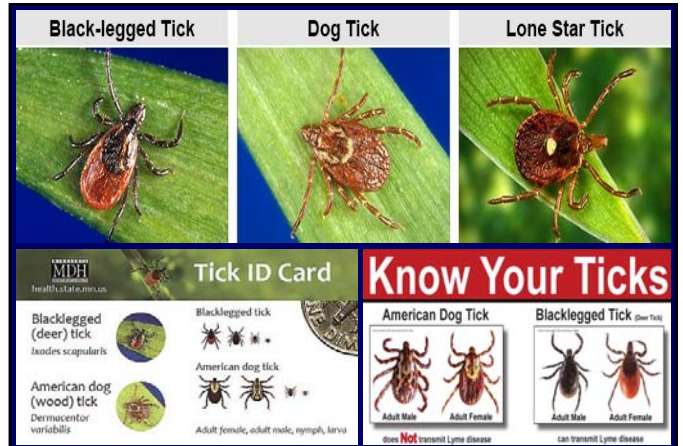 Black-legged Tick
Dog Tick
Lone Star Tick
MINNESOTA
MDH
health.state.mn.us
Tick ID Card
Blacklegged
(deer) tick
Ixodes scapularis
American dog
(wood) tick
Dermacentor
variabilis
Blacklegged tick
American dog tick
Adult female, adult male, nymph, larva
Know Your Ticks
American Dog Tick
Adult Male
Adult Female
does Not transmit Lyme disease
Blacklegged Tick (Deer Tick)
Adult Male
Adult Female
can transmit Lyme disease